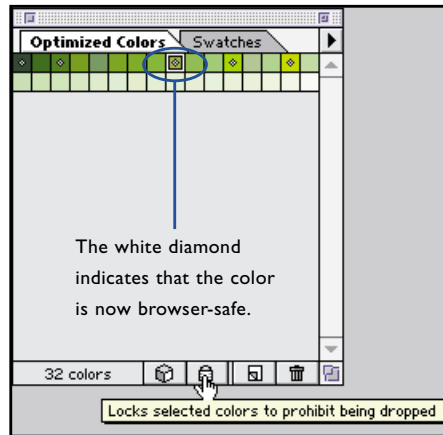 Optimized Colors Swatches
The white diamond
indicates that the color
is now browser-safe.
32 colors
Locks selected colors to prohibit being dropped